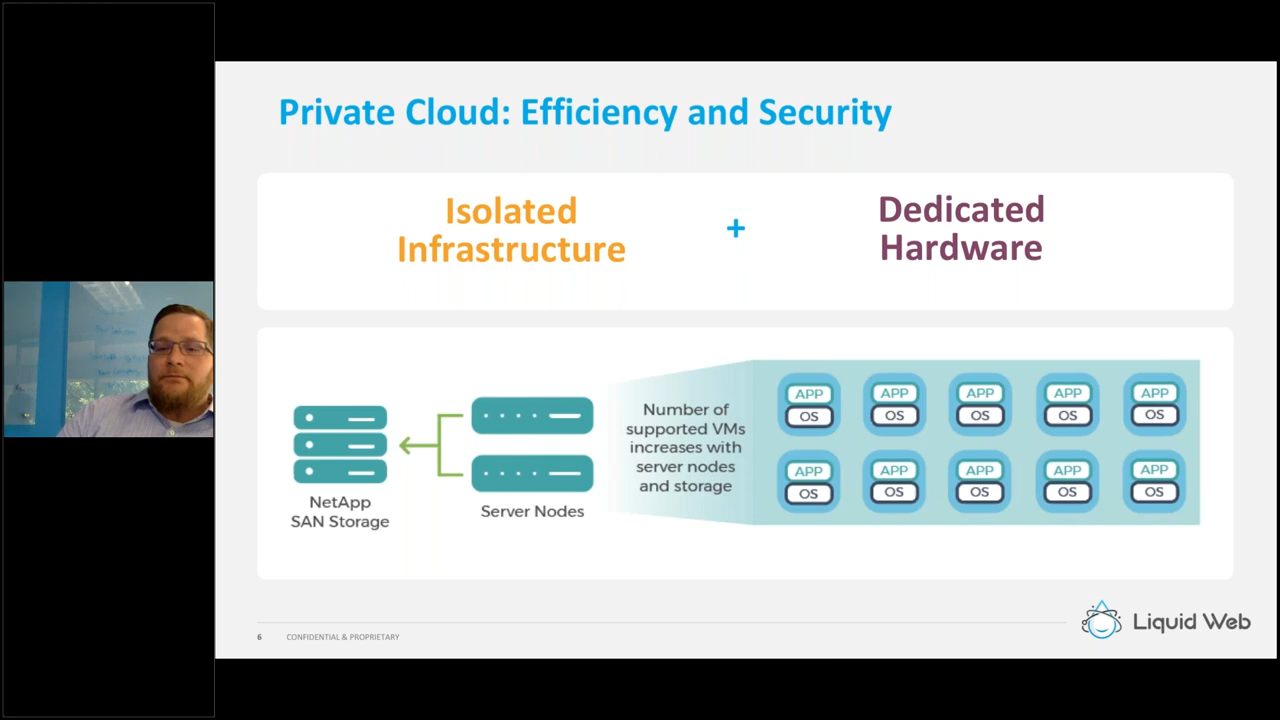 Private Cloud: Efficiency and Security
Isolated
Infrastructure
+
Dedicated
Hardware
NetApp
SAN Storage
Server Nodes
Number of
supported VMs
increases with
server nodes
and storage
APP
OS
APP
OS
APP
OS
APP
OS
APP
OS
APP
OS
APP
OS
APP
OS
APP
OS
APP
OS
6 CONFIDENTIAL & PROPRIETARY
Liquid Web